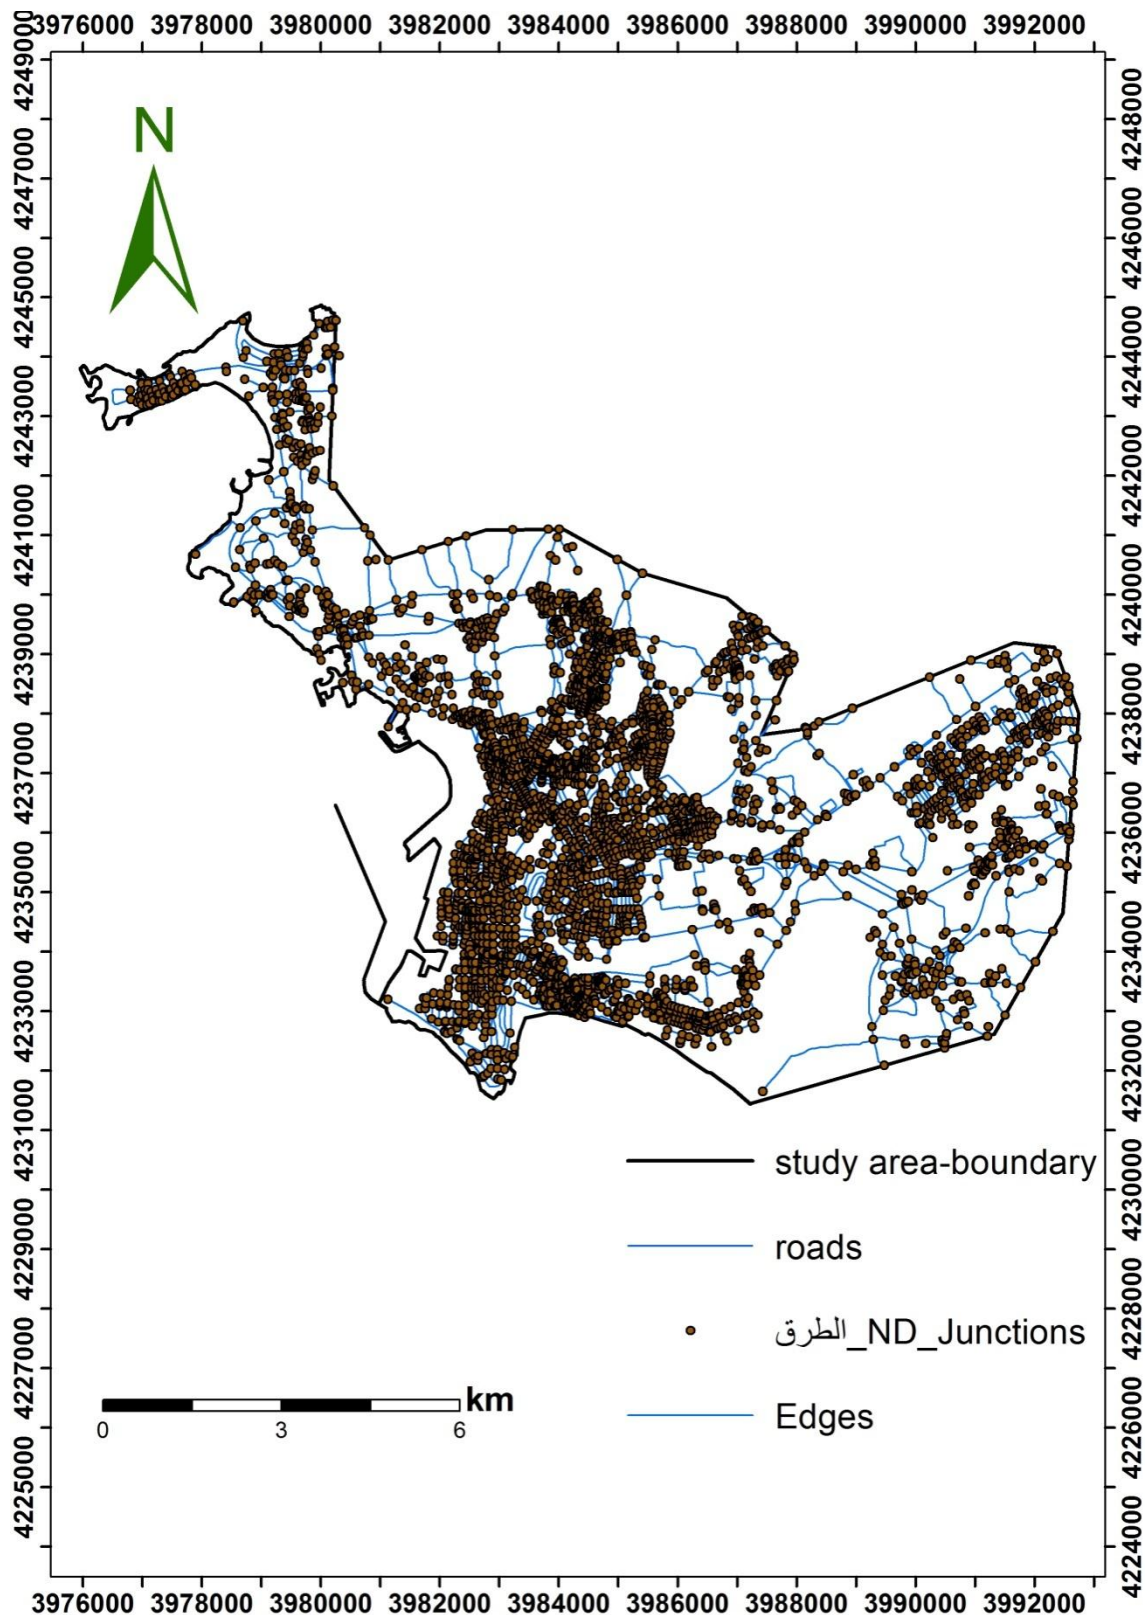 3976000 3978000 3980000 3982000 3984000 3986000 3988000 3990000 3992000
4249000
4247000
4245000
4243000
4241000
4239000
4237000
4235000
4233000
4231000
4229000
4227000
4225000
N
study area-boundary
roads
الطرق_ND_Junctions
Edges
km
0 3 6
4248000
4246000
4244000
4242000
4240000
4238000
4236000
4234000
4232000
4230000
4228000
4226000
4224000
3976000 3978000 3980000 3982000 3984000 3986000 3988000 3990000 3992000